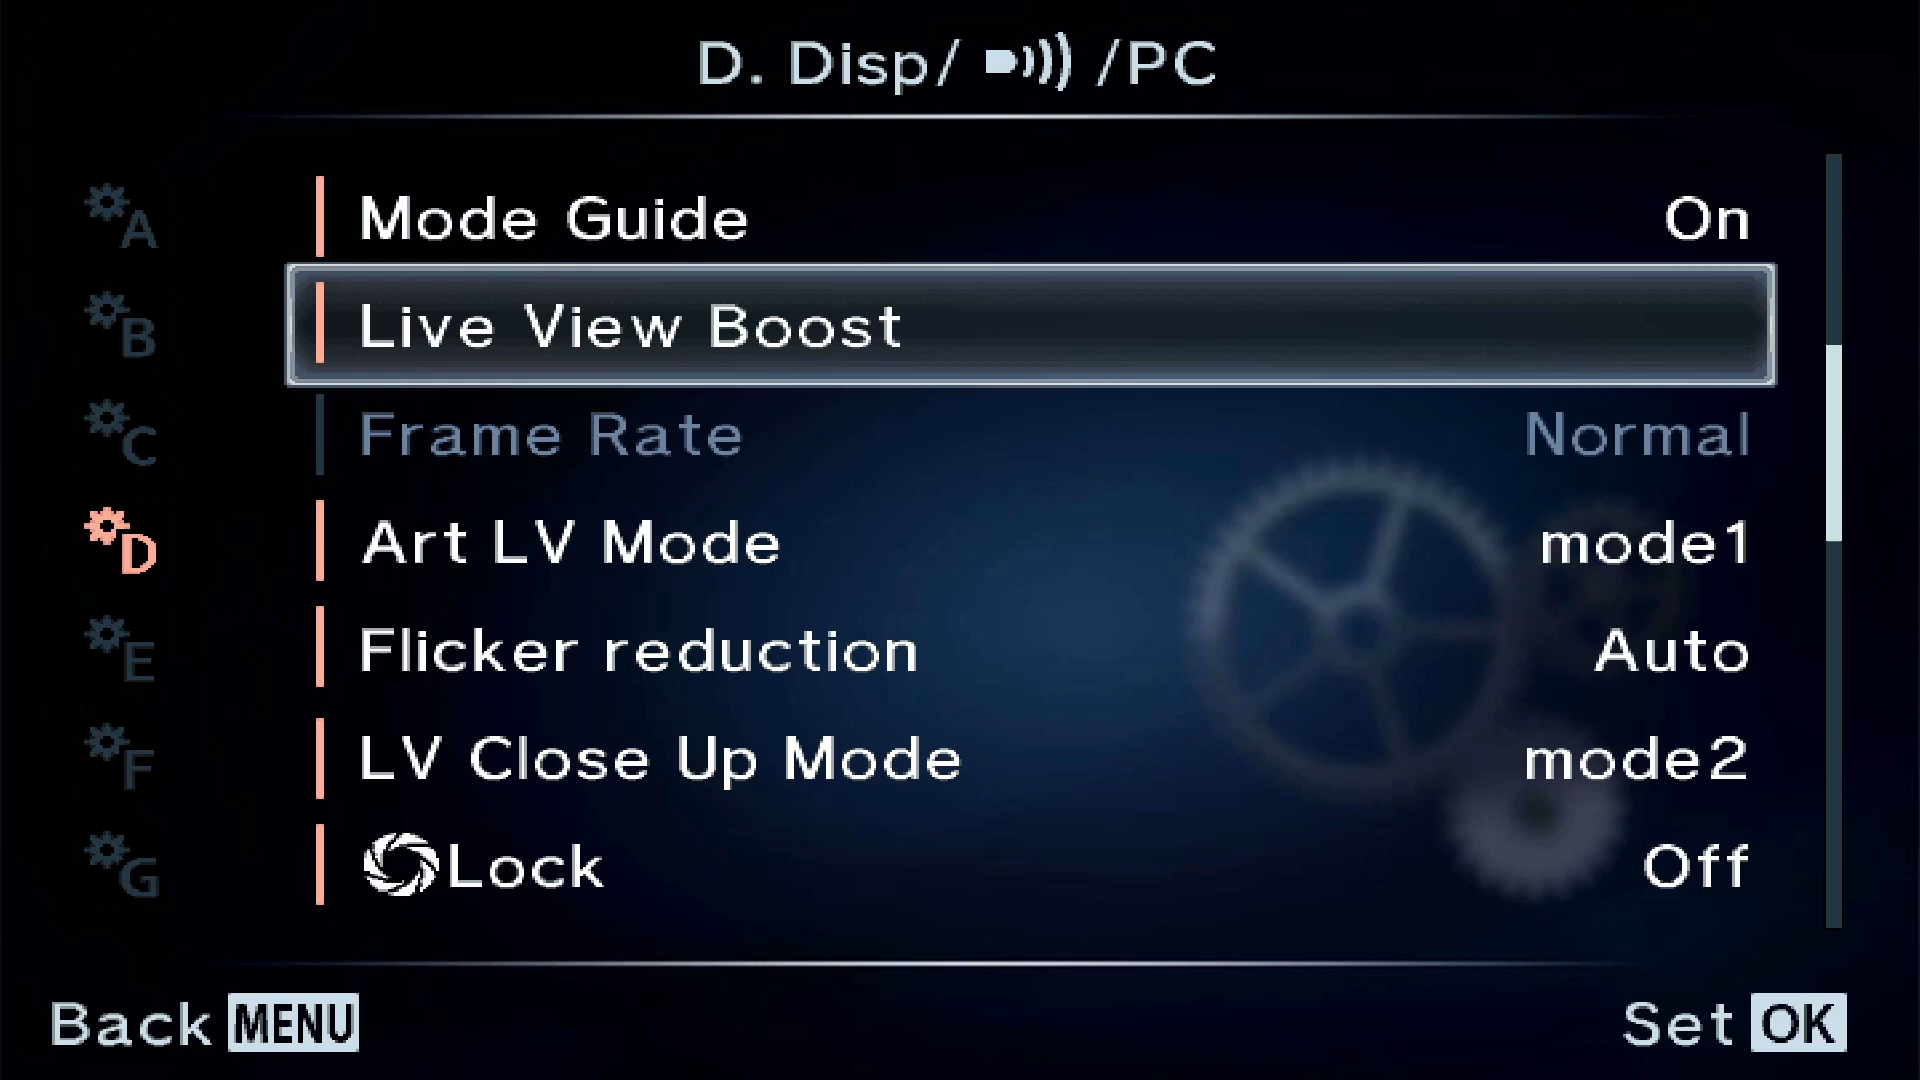 D. Disp/ /PC
A
Mode Guide On
B
Live View Boost
C
Frame Rate Normal
D
Art LV Mode mode1
E
Flicker reduction Auto
F
LV Close Up Mode mode2
G
Lock Off
Back MENU Set OK